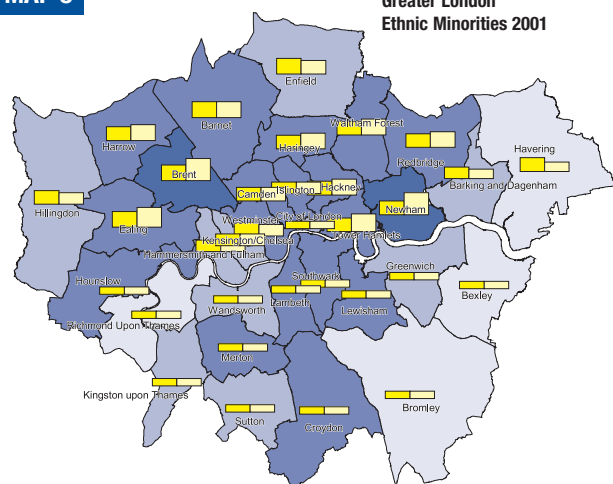 MAP 3
Greater London
Ethnic Minorities 2001
Enfield
Barnet
Waltham Forest
Harrow
Haringey
Redbridge
Havering
Brent
Barking and Dagenham
Camden
Islington
Hackney
Hillingdon
Newham
Ealing
Westminster
City of London
Tower Hamlets
Kensington/Chelsea
Hammersmith and Fulham
Greenwich
Hounslow
Southwark
Bexley
Wandsworth
Lambeth
Lewisham
Richmond Upon Thames
Merton
Kingston upon Thames
Bromley
Sutton
Croydon